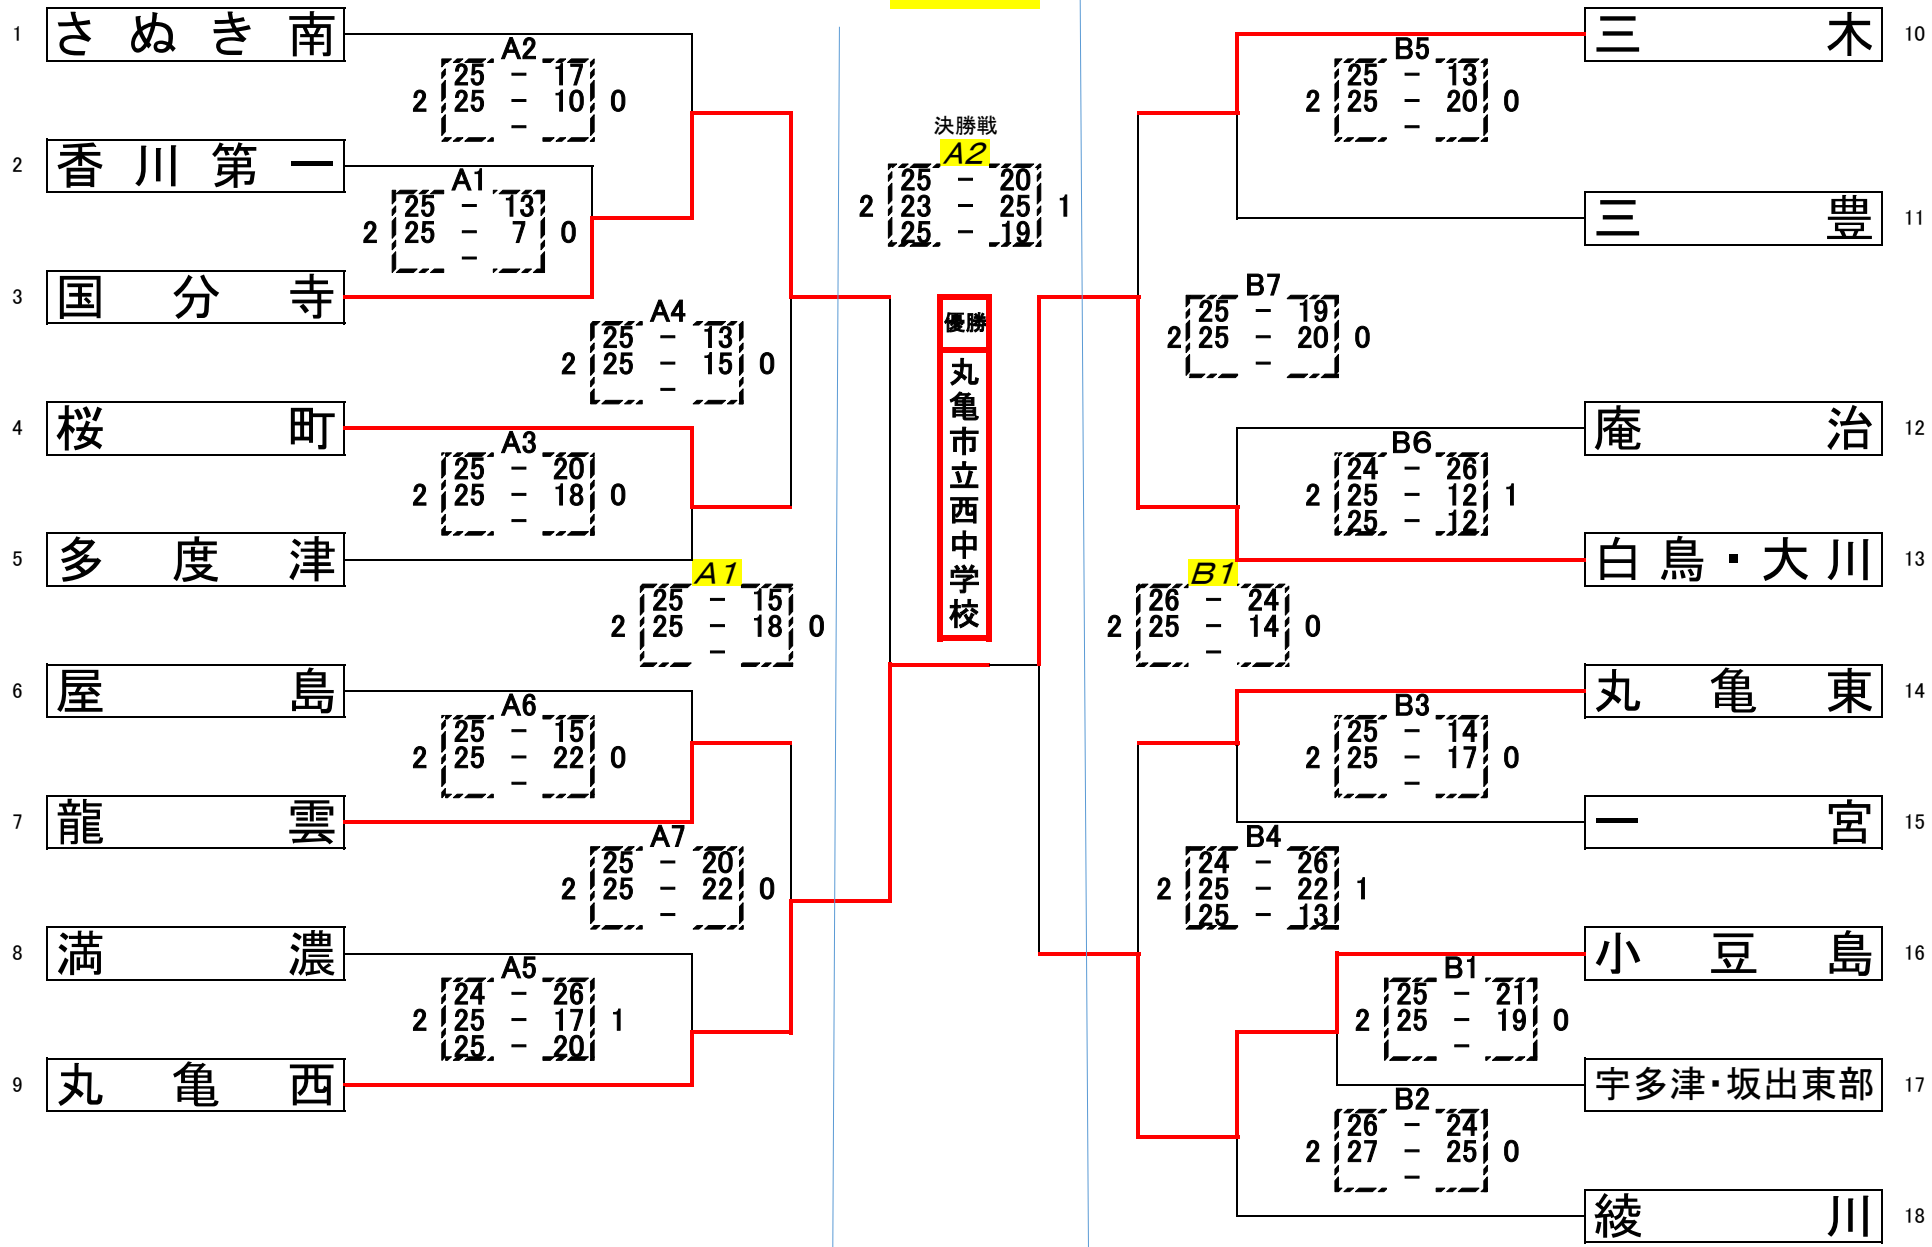 1 さぬき南
A2
25 - 17
2 25 - 10 0
-
2 香川第一
A1
25 - 13
2 25 - 7 0
-
3 国分寺
A4
25 - 13
2 25 - 15 0
-
4 桜町
A3
25 - 20
2 25 - 18 0
-
5 多度津
A1
25 - 15
2 25 - 18 0
-
6 屋島
A6
25 - 15
2 25 - 22 0
-
7 龍雲
A7
25 - 20
2 25 - 22 0
-
8 満濃
A5
24 - 26
2 25 - 17 1
25 - 20
9 丸亀西
決勝戦
A2
25 - 20
2 23 - 25 1
25 - 19
優勝
丸亀市立西中学校
三木 10
B5
25 - 13
2 25 - 20 0
-
三豊 11
B7
25 - 19
2 25 - 20 0
-
庵治 12
B6
24 - 26
2 25 - 12 1
25 - 12
白鳥・大川 13
B1
26 - 24
2 25 - 14 0
-
丸亀東 14
B3
25 - 14
2 25 - 17 0
-
一宮 15
B4
24 - 26
2 25 - 22 1
25 - 13
小豆島 16
B1
25 - 21
2 25 - 19 0
-
宇多津・坂出東部 17
B2
26 - 24
2 27 - 25 0
-
綾川 18